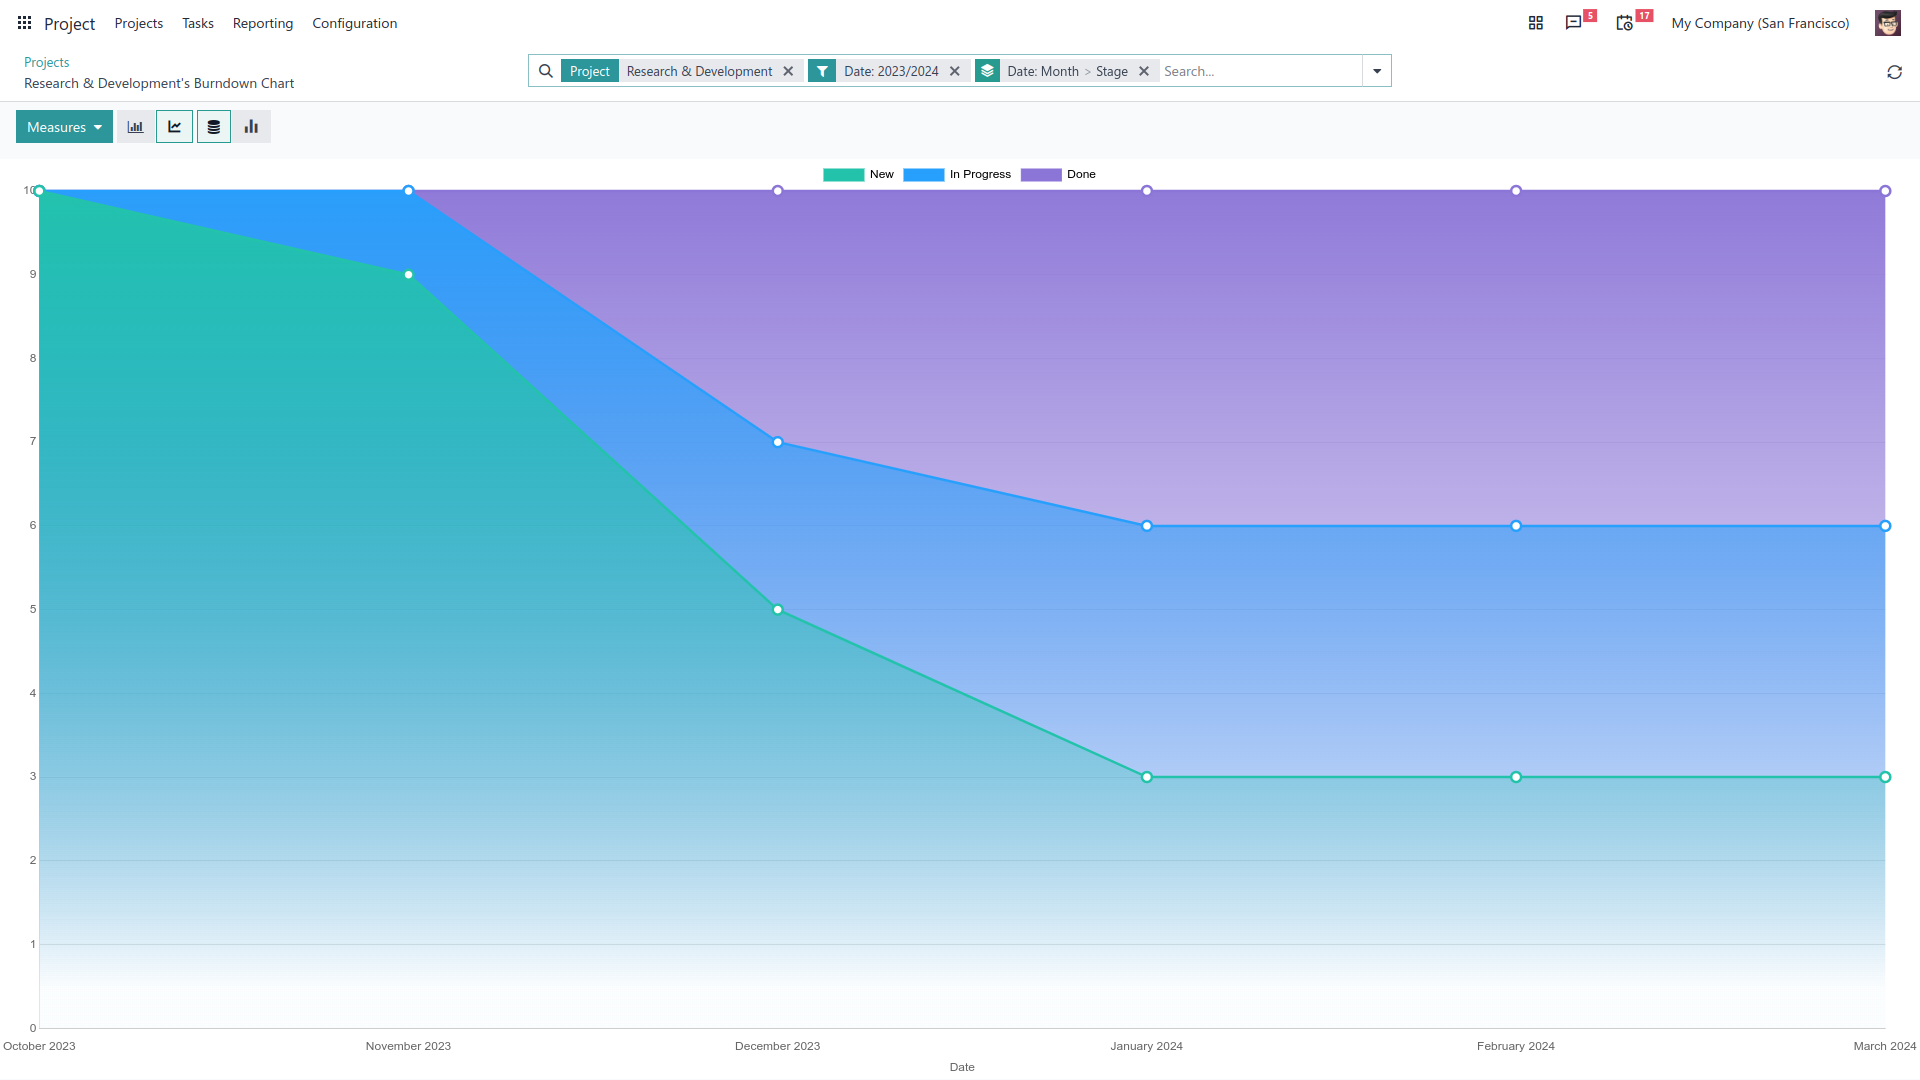 Project Projects Tasks Reporting Configuration 5 17 My Company (San Francisco)
Projects
Research & Development's Burndown Chart
Project Research & Development Date: 2023/2024 Date: Month > Stage Search...
Measures
New In Progress Done
10
9
8
7
6
5
4
3
2
1
0
October 2023 November 2023 December 2023 January 2024 February 2024 March 2024
Date